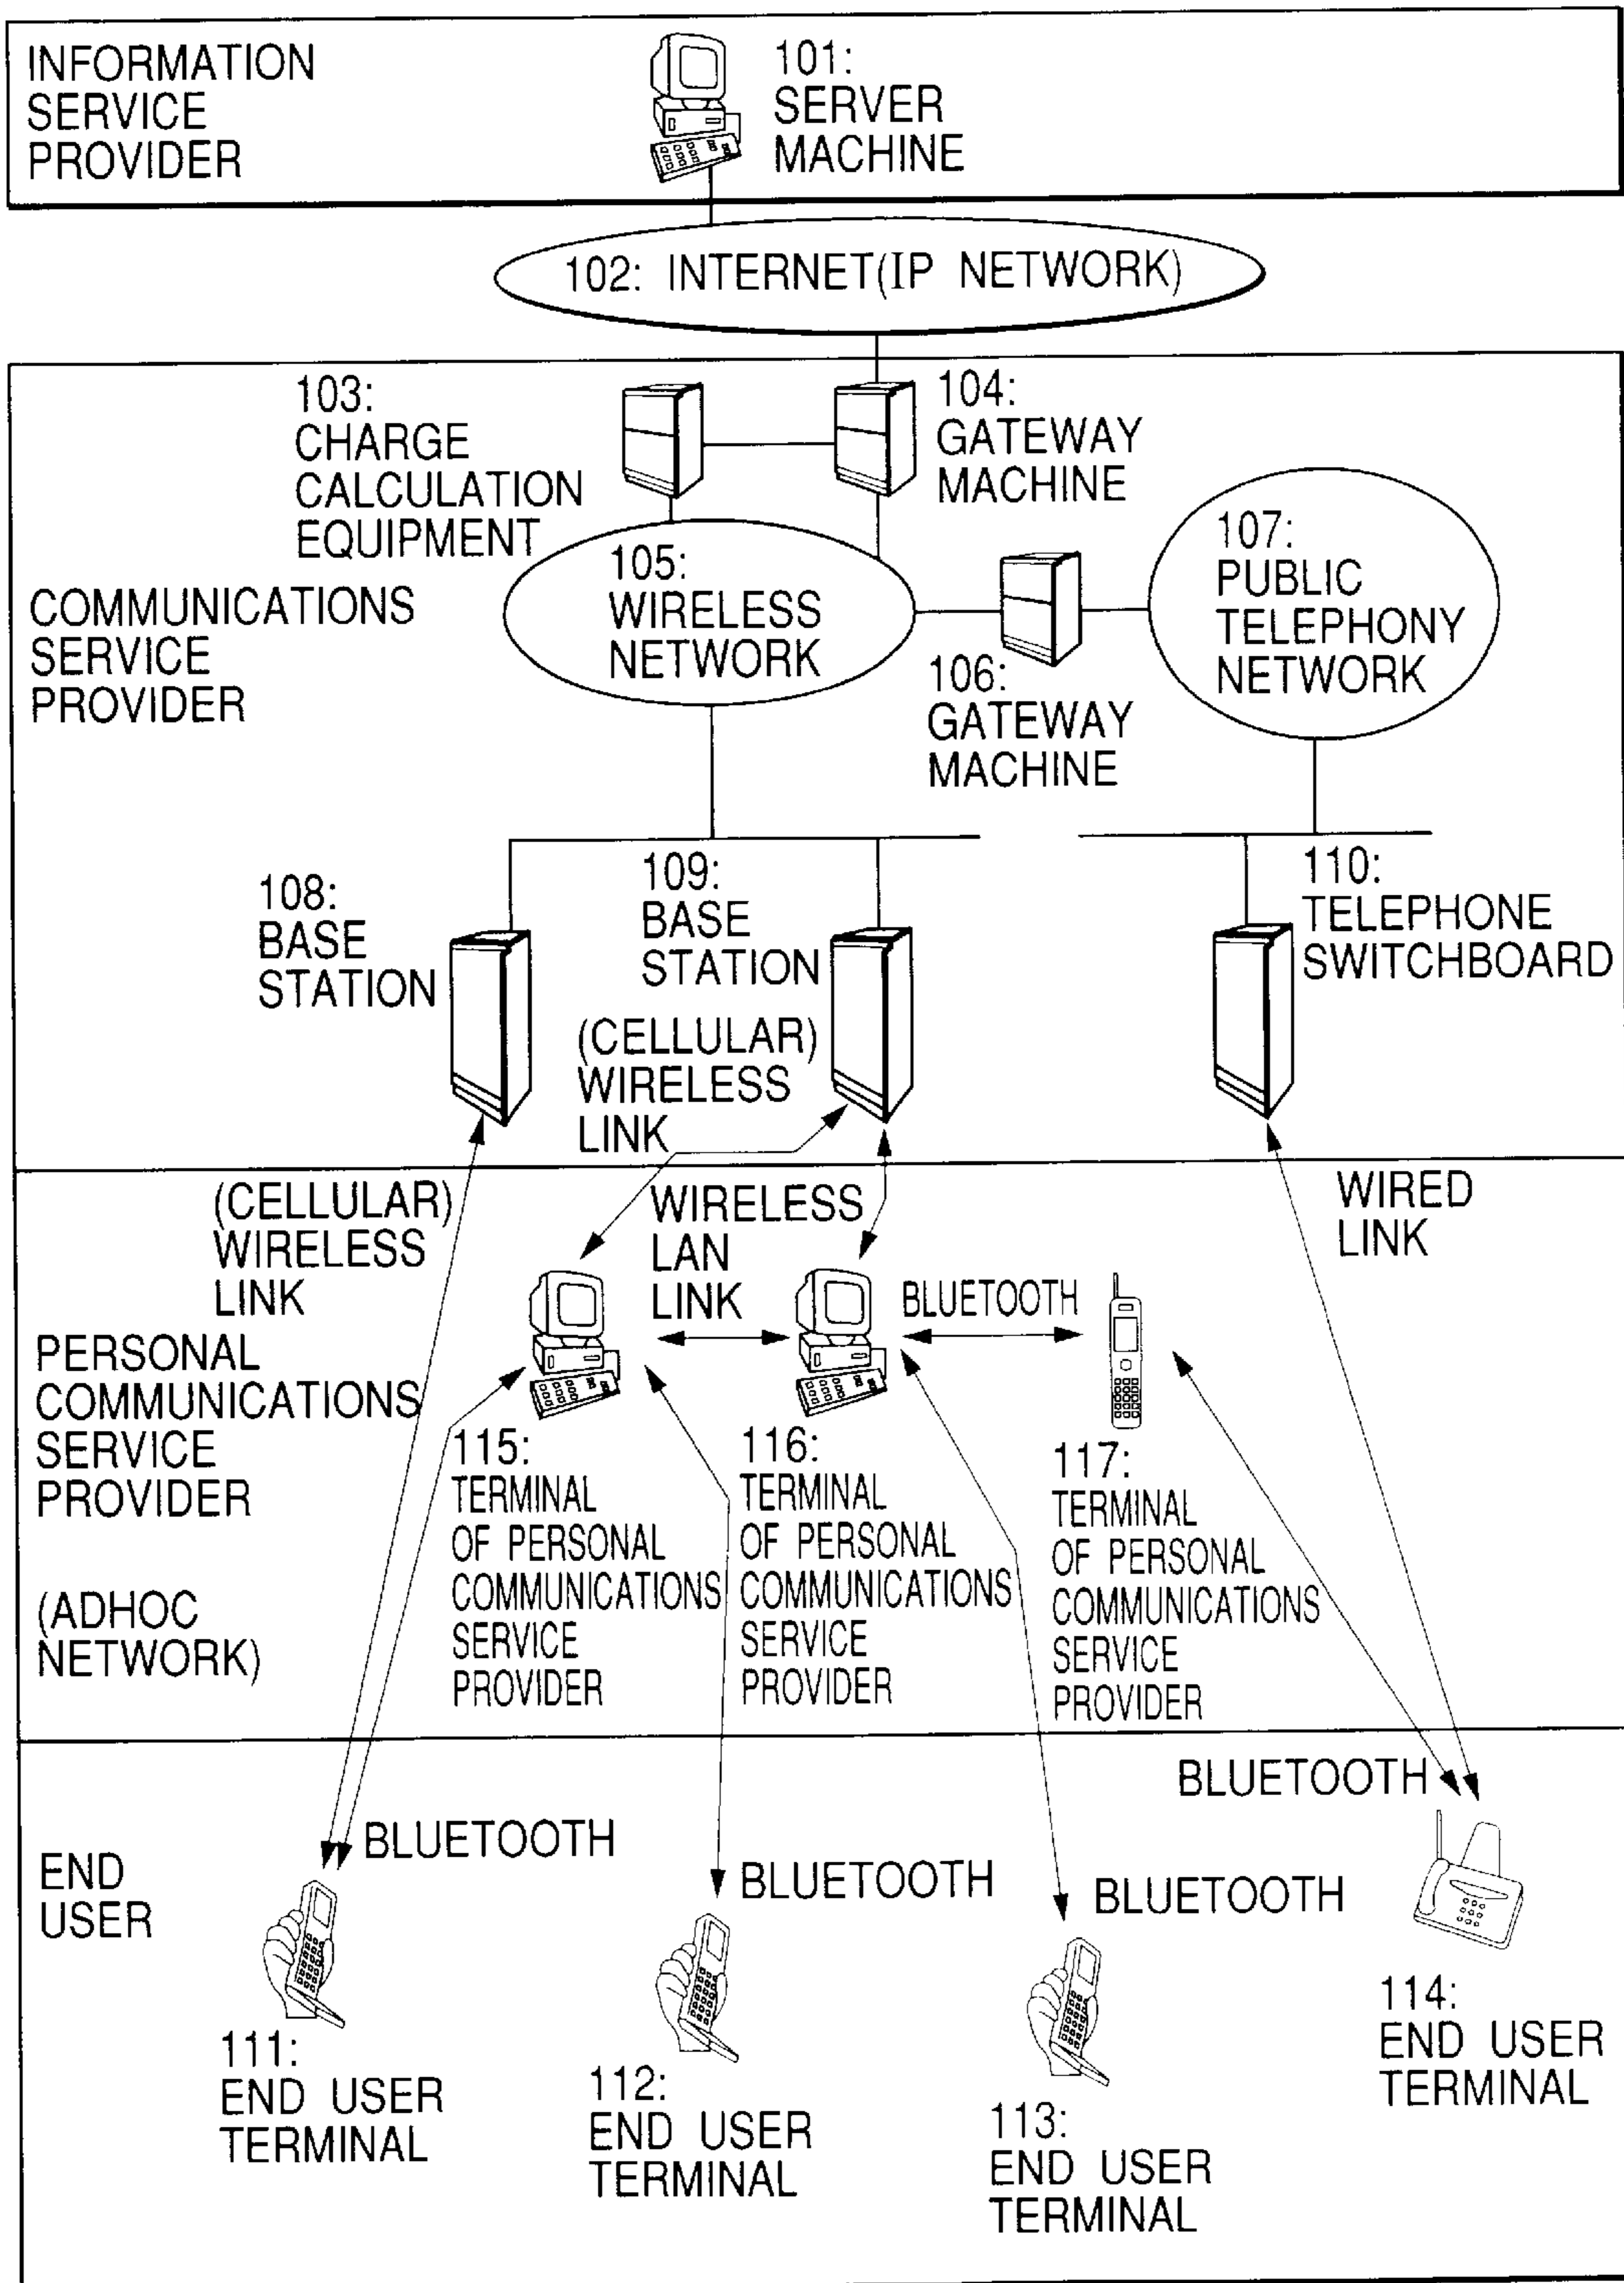 INFORMATION
SERVICE
PROVIDER
101:
SERVER
MACHINE
102: INTERNET(IP NETWORK)
103:
CHARGE
CALCULATION
EQUIPMENT
104:
GATEWAY
MACHINE
COMMUNICATIONS
SERVICE
PROVIDER
105:
WIRELESS
NETWORK
106:
GATEWAY
MACHINE
107:
PUBLIC
TELEPHONY
NETWORK
108:
BASE
STATION
109:
BASE
STATION
110:
TELEPHONE
SWITCHBOARD
(CELLULAR)
WIRELESS
LINK
(CELLULAR)
WIRELESS
LINK
WIRELESS
LAN
LINK
BLUETOOTH
WIRED
LINK
PERSONAL
COMMUNICATIONS
SERVICE
PROVIDER
(ADHOC
NETWORK)
115:
TERMINAL
OF PERSONAL
COMMUNICATIONS
SERVICE
PROVIDER
116:
TERMINAL
OF PERSONAL
COMMUNICATIONS
SERVICE
PROVIDER
117:
TERMINAL
OF PERSONAL
COMMUNICATIONS
SERVICE
PROVIDER
END
USER
BLUETOOTH
BLUETOOTH
BLUETOOTH
BLUETOOTH
111:
END USER
TERMINAL
112:
END USER
TERMINAL
113:
END USER
TERMINAL
114:
END USER
TERMINAL